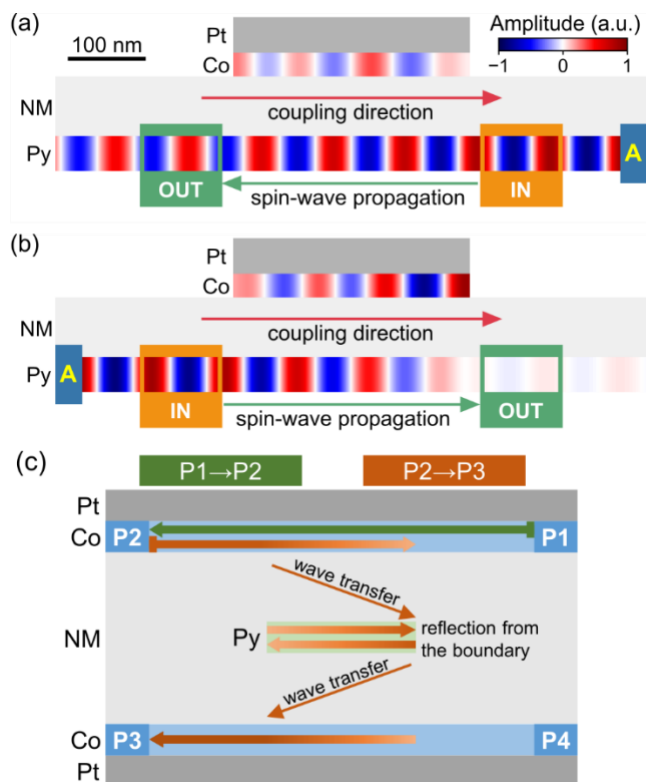 (a)
100 nm
Pt
Co
Amplitude (a.u.)
−1 0 1
NM
coupling direction
Py
A
OUT
spin-wave propagation
IN
(b)
Pt
Co
NM
coupling direction
A
Py
IN
spin-wave propagation
OUT
(c)
P1→P2 P2→P3
Pt
Co P2 P1
wave transfer
NM
Py
reflection from
the boundary
wave transfer
Co P3 P4
Pt